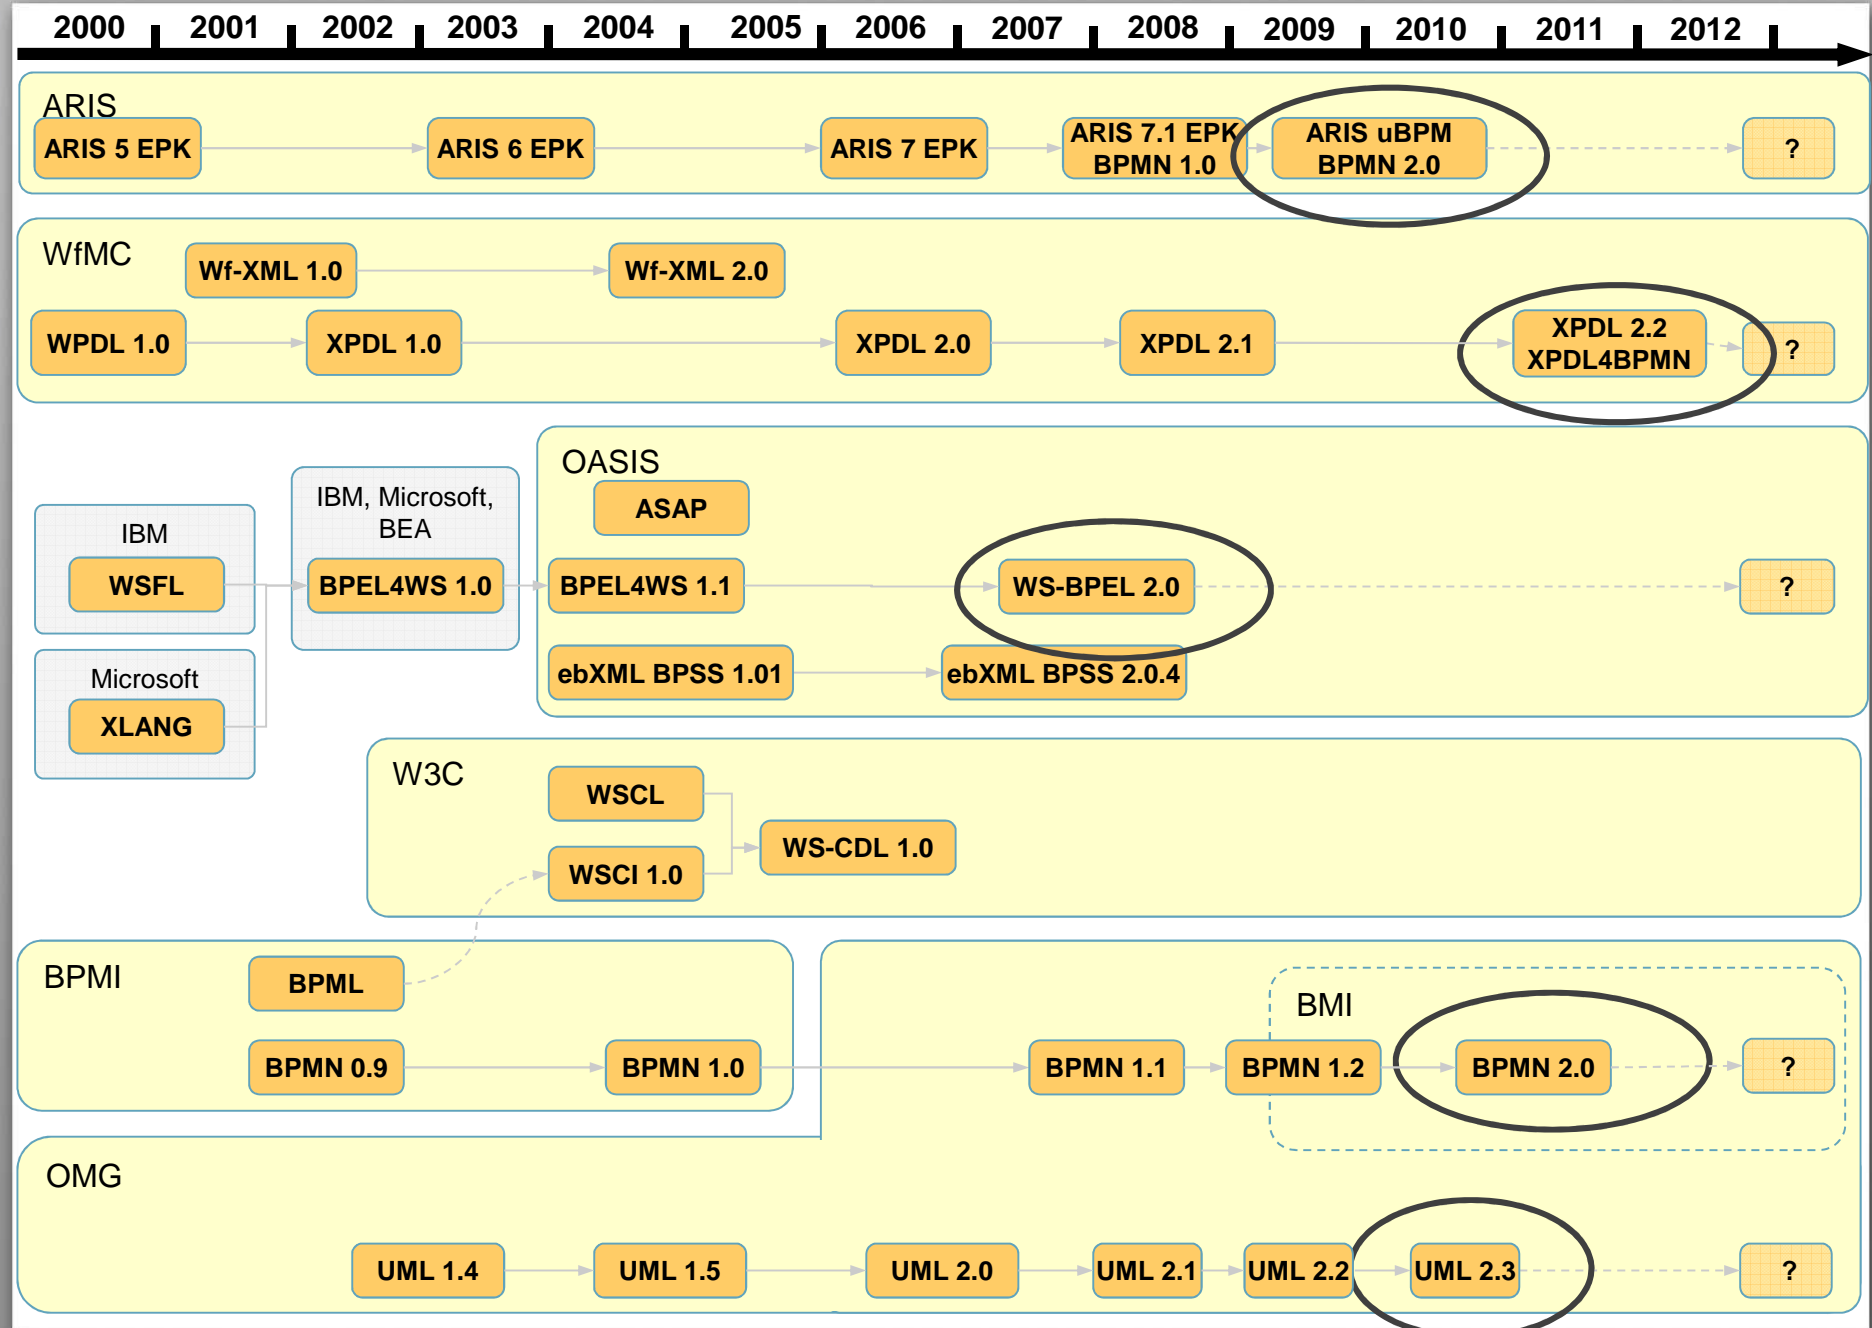 2000 2001 2002 2003 2004 2005 2006 2007 2008 2009 2010 2011 2012
ARIS
ARIS 5 EPK
ARIS 6 EPK
ARIS 7 EPK
ARIS 7.1 EPK
BPMN 1.0
ARIS uBPM
BPMN 2.0
?
WfMC
Wf-XML 1.0
Wf-XML 2.0
WPDL 1.0
XPDL 1.0
XPDL 2.0
XPDL 2.1
XPDL 2.2
XPDL4BPMN
?
OASIS
ASAP
IBM
WSFL
IBM, Microsoft,
BEA
BPEL4WS 1.0
BPEL4WS 1.1
WS-BPEL 2.0
?
ebXML BPSS 1.01
ebXML BPSS 2.0.4
Microsoft
XLANG
W3C
WSCL
WSCI 1.0
WS-CDL 1.0
BPMI
BPML
BPMN 0.9
BPMN 1.0
BPMN 1.1
BMI
BPMN 1.2
BPMN 2.0
?
OMG
UML 1.4
UML 1.5
UML 2.0
UML 2.1
UML 2.2
UML 2.3
?